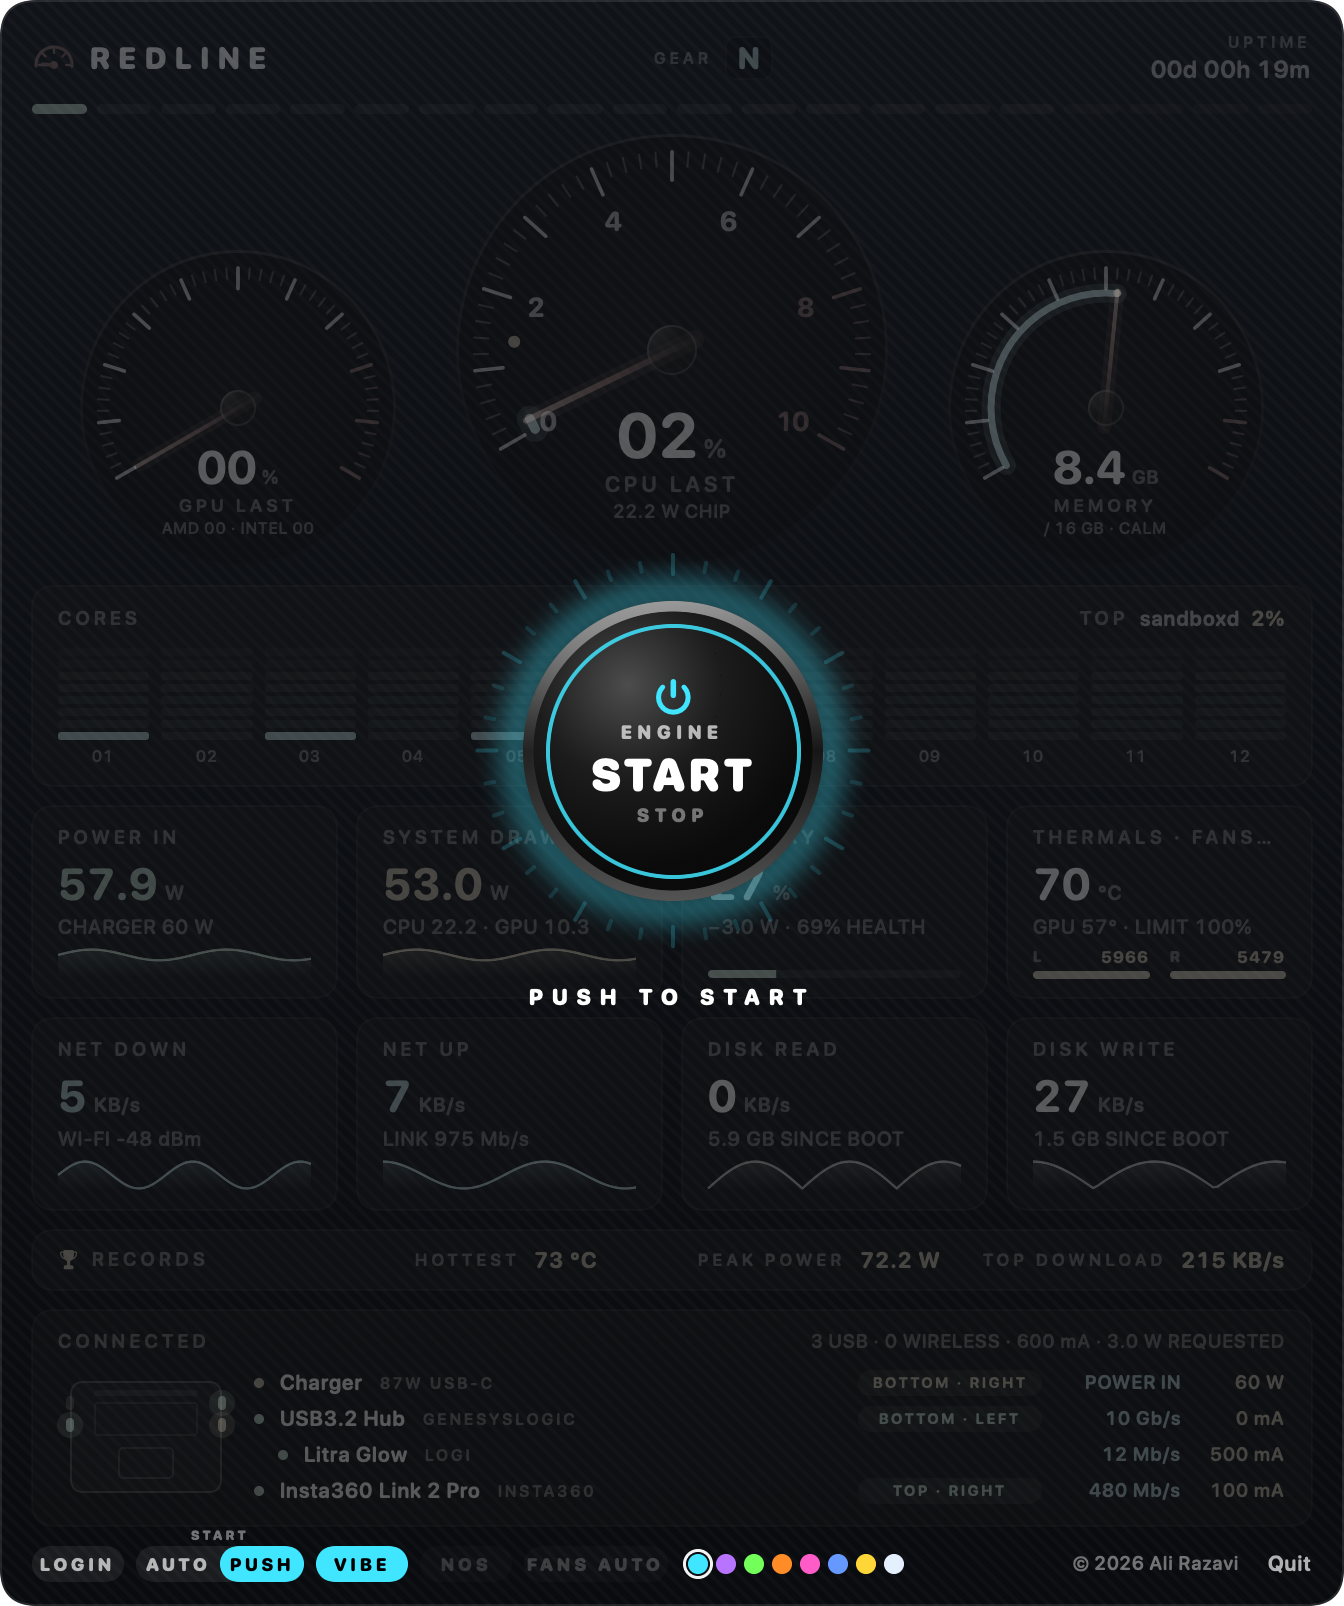 REDLINE
GEAR N
UPTIME
00d 00h 19m
4 6
2 8
0 10
00 %
GPU LAST
AMD 00 · INTEL 00
02 %
CPU LAST
22.2 W CHIP
8.4 GB
MEMORY
/ 16 GB · CALM
CORES
TOP sandboxd 2%
01 02 03 04 09 10 11 12
ENGINE
START
STOP
PUSH TO START
POWER IN
57.9 W
CHARGER 60 W
SYSTEM DRAW
53.0 W
CPU 22.2 · GPU 10.3
%
−3.0 W · 69% HEALTH
THERMALS · FANS...
70 °C
GPU 57° · LIMIT 100%
L 5966 R 5479
NET DOWN
5 KB/s
WI-FI -48 dBm
NET UP
7 KB/s
LINK 975 Mb/s
DISK READ
0 KB/s
5.9 GB SINCE BOOT
DISK WRITE
27 KB/s
1.5 GB SINCE BOOT
RECORDS HOTTEST 73 °C PEAK POWER 72.2 W TOP DOWNLOAD 215 KB/s
CONNECTED 3 USB · 0 WIRELESS · 600 mA · 3.0 W REQUESTED
Charger 87W USB-C BOTTOM · RIGHT POWER IN 60 W
USB3.2 Hub GENESYSLOGIC BOTTOM · LEFT 10 Gb/s 0 mA
Litra Glow LOGI 12 Mb/s 500 mA
Insta360 Link 2 Pro INSTA360 TOP · RIGHT 480 Mb/s 100 mA
START
LOGIN AUTO PUSH VIBE NOS FANS AUTO © 2026 Ali Razavi Quit